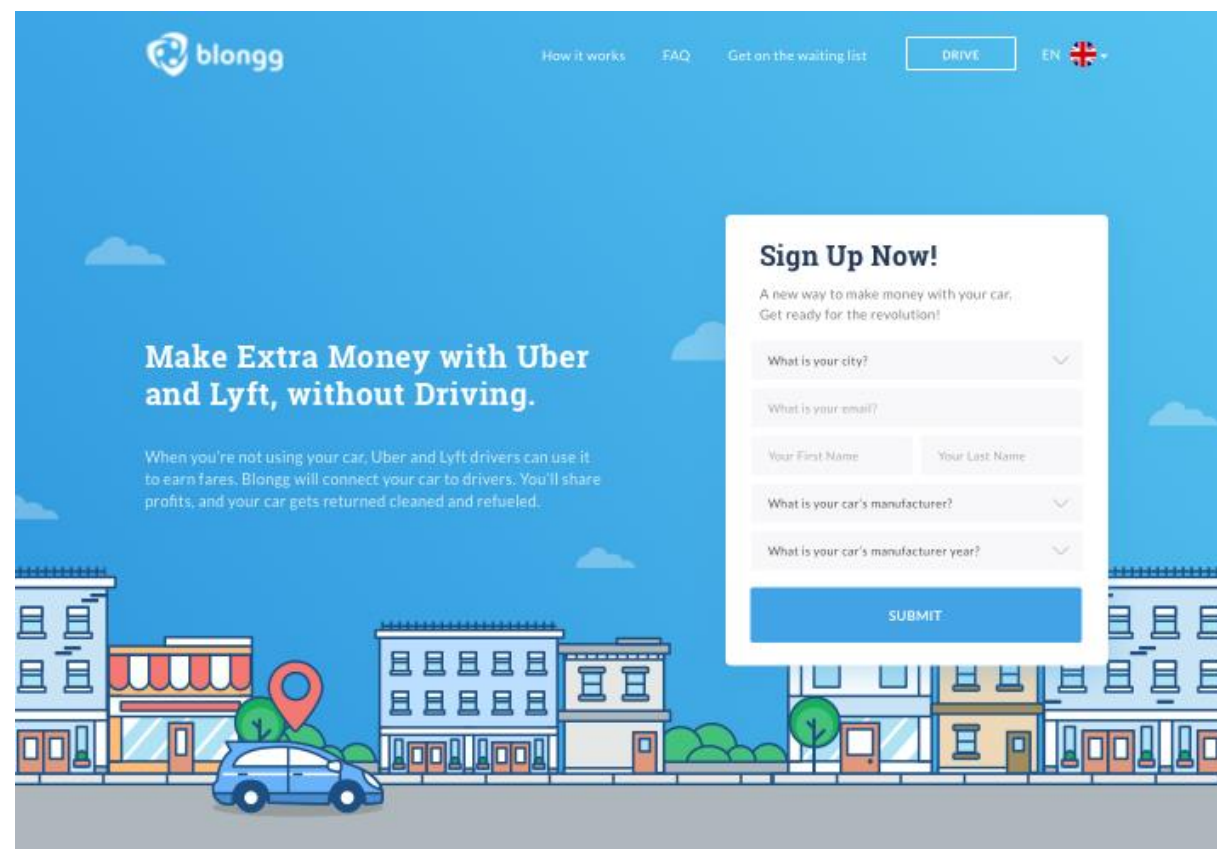 blongg
How it works
FAQ
Get on the waiting list
DRIVE
EN
Make Extra Money with Uber
and Lyft, without Driving.
When you're not using your car, Uber and Lyft drivers can use it
to earn fares. Blongg will connect your car to drivers. You'll share
profits, and your car gets returned cleaned and refueled.
Sign Up Now!
A new way to make money with your car.
Get ready for the revolution!
What is your city?
What is your email?
Your First Name
Your Last Name
What is your car's manufacturer?
What is your car's manufacturer year?
SUBMIT